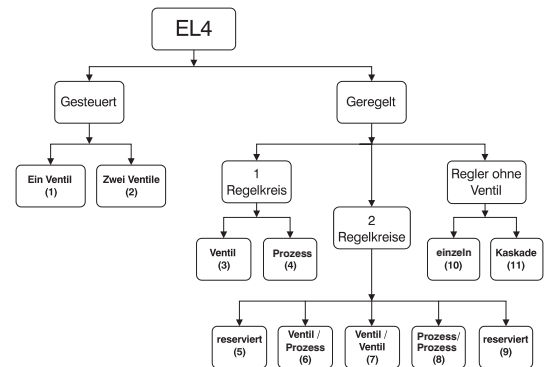 EL4
Gesteuert
Geregelt
Ein Ventil
(1)
Zwei Ventile
(2)
1
Regelkreis
Regler ohne
Ventil
2
Regelkreise
Ventil
(3)
Prozess
(4)
einzeln
(10)
Kaskade
(11)
reserviert
(5)
Ventil /
Prozess
(6)
Ventil /
Ventil
(7)
Prozess/
Prozess
(8)
reserviert
(9)